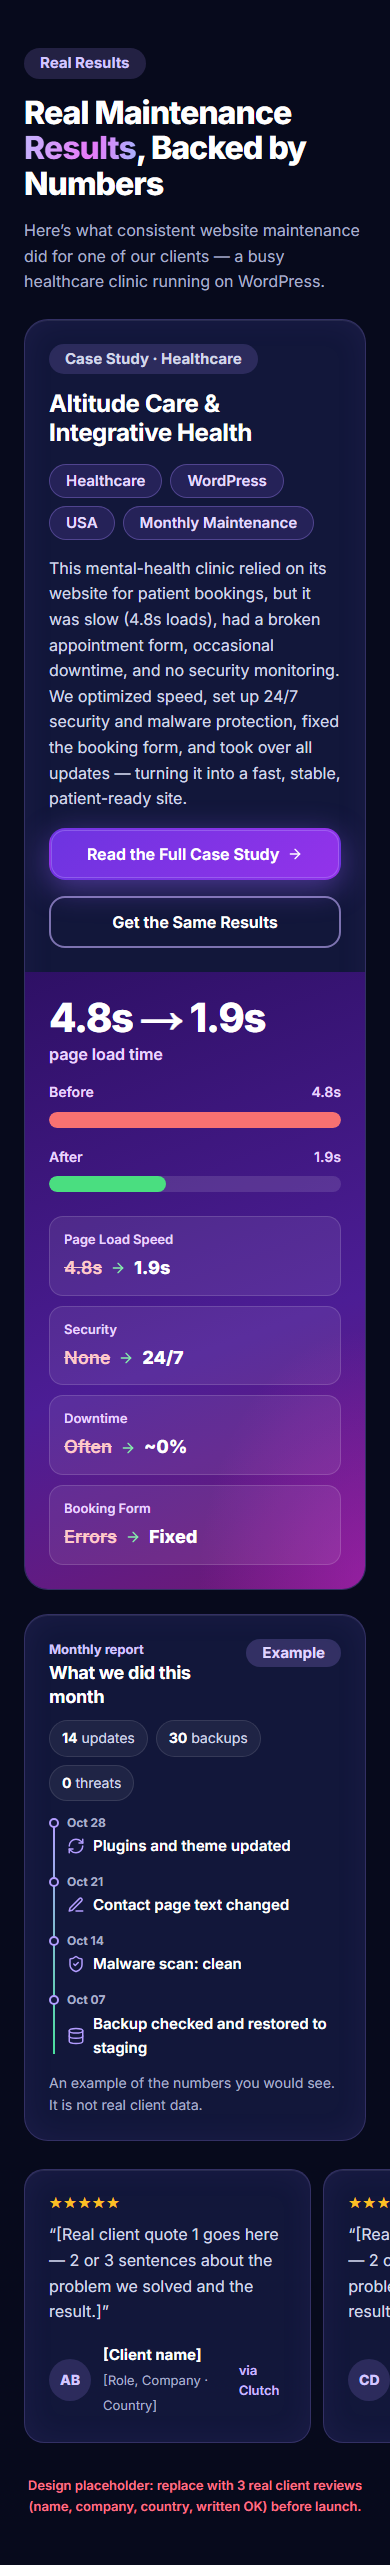 Real Results
Real Maintenance
Results, Backed by
Numbers
Here's what consistent website maintenance
did for one of our clients — a busy
healthcare clinic running on WordPress.
Case Study · Healthcare
Altitude Care &
Integrative Health
Healthcare
WordPress
USA
Monthly Maintenance
This mental-health clinic relied on its
website for patient bookings, but it
was slow (4.8s loads), had a broken
appointment form, occasional
downtime, and no security monitoring.
We optimized speed, set up 24/7
security and malware protection, fixed
the booking form, and took over all
updates — turning it into a fast, stable,
patient-ready site.
Read the Full Case Study →
Get the Same Results
4.8s → 1.9s
page load time
Before 4.8s
After 1.9s
Page Load Speed
4.8s → 1.9s
Security
None → 24/7
Downtime
Often → ~0%
Booking Form
Errors → Fixed
Monthly report
Example
What we did this
month
14 updates
30 backups
0 threats
Oct 28
Plugins and theme updated
Oct 21
Contact page text changed
Oct 14
Malware scan: clean
Oct 07
Backup checked and restored to
staging
An example of the numbers you would see.
It is not real client data.
★★★★★
“[Real client quote 1 goes here
— 2 or 3 sentences about the
problem we solved and the
result.]”
AB
[Client name]
[Role, Company ·
Country]
via
Clutch
★★★
“[Rea
— 2 o
proble
result
CD
Design placeholder: replace with 3 real client reviews
(name, company, country, written OK) before launch.